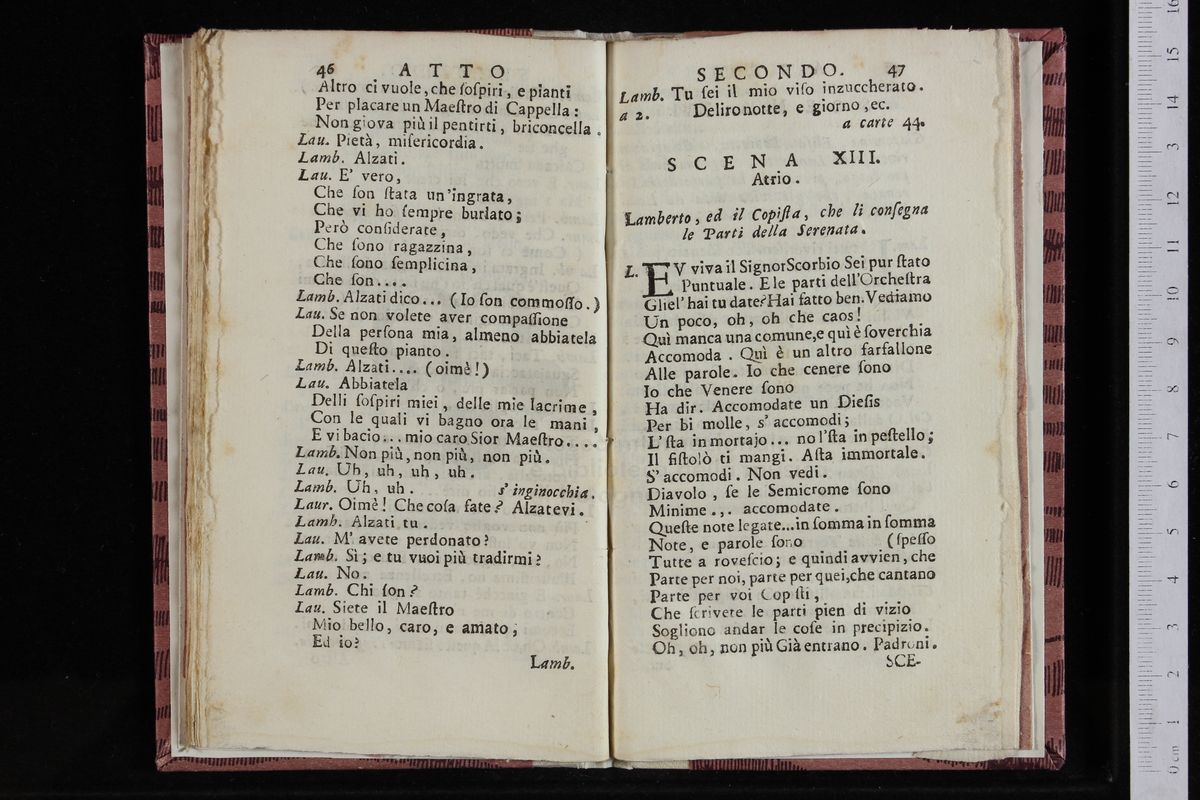 46 ATTO
Altro ci vuole, che ſoſpiri, e pianti
Per placare un Maeſtro di Cappella:
Non giova più il pentirti, briconcella.
Lau. Pietà, miſericordia.
Lamb. Alzati.
Lau. E' vero,
Che ſon ſtata un'ingrata,
Che vi ho ſempre burlato;
Però conſiderate,
Che ſono ragazzina,
Che ſono ſemplicina,
Che ſon....
Lamb. Alzati dico... (Io ſon commoſſo.)
Lau. Se non volete aver compaſſione
Della perſona mia, almeno abbiatela
Di queſto pianto.
Lamb. Alzati.... (oimè!)
Lau. Abbiatela
Delli ſoſpiri miei, delle mie lacrime,
Con le quali vi bagno ora le mani,
E vi bacio... mio caro Sior Maeſtro....
Lamb. Non più, non più, non più.
Lau. Uh, uh, uh, uh.
Lamb. Uh, uh. s' inginocchia.
Laur. Oimè! Che coſa fate? Alzatevi.
Lamb. Alzati tu.
Lau. M' avete perdonato?
Lamb. Sì; e tu vuoi più tradirmi?
Lau. No.
Lamb. Chi ſon?
Lau. Siete il Maeſtro
Mio bello, caro, e amato;
Ed io?
Lamb.
SECONDO. 47
Lamb. Tu ſei il mio viſo inzuccherato.
a 2. Deliro notte, e giorno, ec.
a carte 44.
SCENA XIII.
Atrio.
Lamberto, ed il Copiſta, che li conſegna
le Parti della Serenata.
L. EV viva il Signor Scorbio Sei pur ſtato
Puntuale. E le parti dell'Orcheſtra
Gliel' hai tu date? Hai fatto ben. Vediamo
Un poco, oh, oh che caos!
Quì manca una comune, e quì è ſoverchia
Accomoda. Quì è un altro farfallone
Alle parole. Io che cenere ſono
Io che Venere ſono
Ha dir. Accomodate un Dieſis
Per bi molle, s' accomodi;
L' ſta in mortajo... no l'ſta in peſtello;
Il fiſtolò ti mangi. Aſta immortale.
S' accomodi. Non vedi.
Diavolo, ſe le Semicrome ſono
Minime.,. accomodate.
Queſte note legate... in ſomma in ſomma
Note, e parole ſono (ſpeſſo
Tutte a roveſcio; e quindi avvien, che
Parte per noi, parte per quei, che cantano
Parte per voi Copiſti,
Che ſcrivete le parti pien di vizio
Sogliono andar le coſe in precipizio.
Oh, oh, non più Già entrano. Padroni.
SCE-